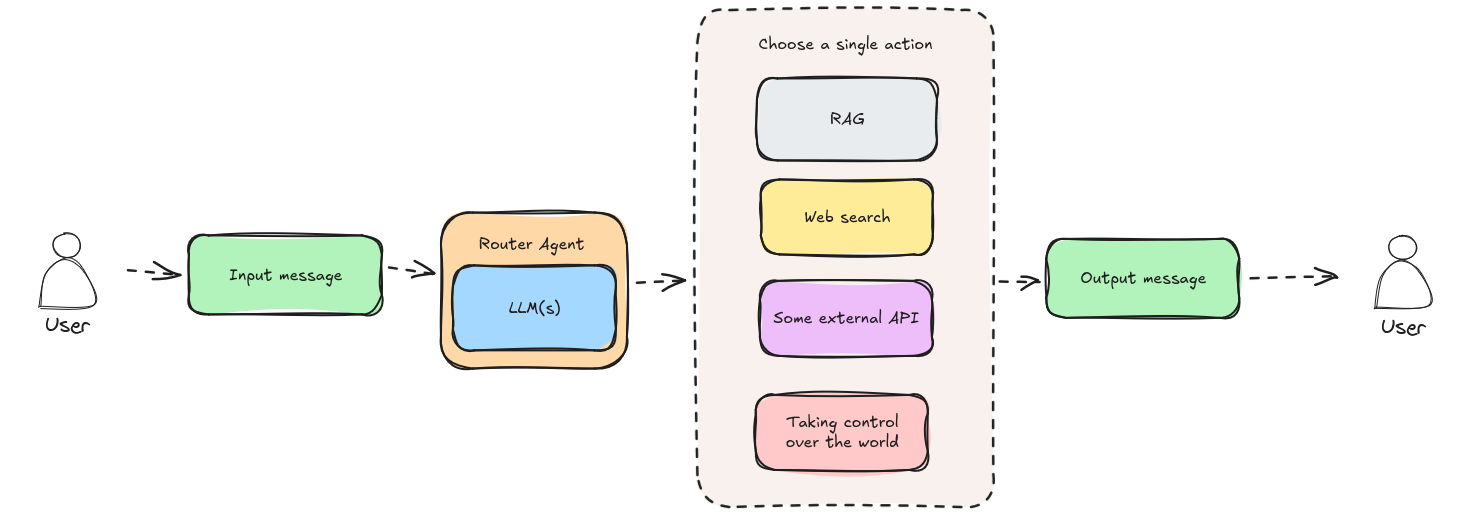 User
Input message
Router Agent
LLM(s)
Choose a single action
RAG
Web search
Some external API
Taking control
over the world
Output message
User